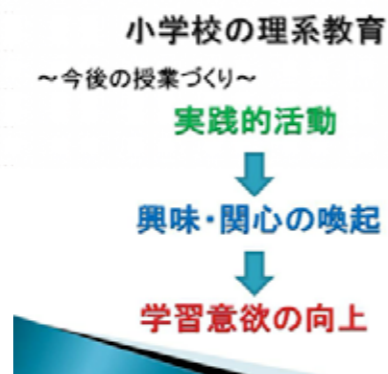 小学校の理系教育
～今後の授業づくり～
実践的活動
興味・関心の喚起
学習意欲の向上